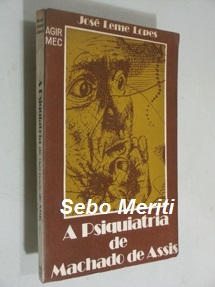 José Leme Lopes
AGIR
MEC
Sebo Meriti
A Psiquiatria
de
Machado de Assis